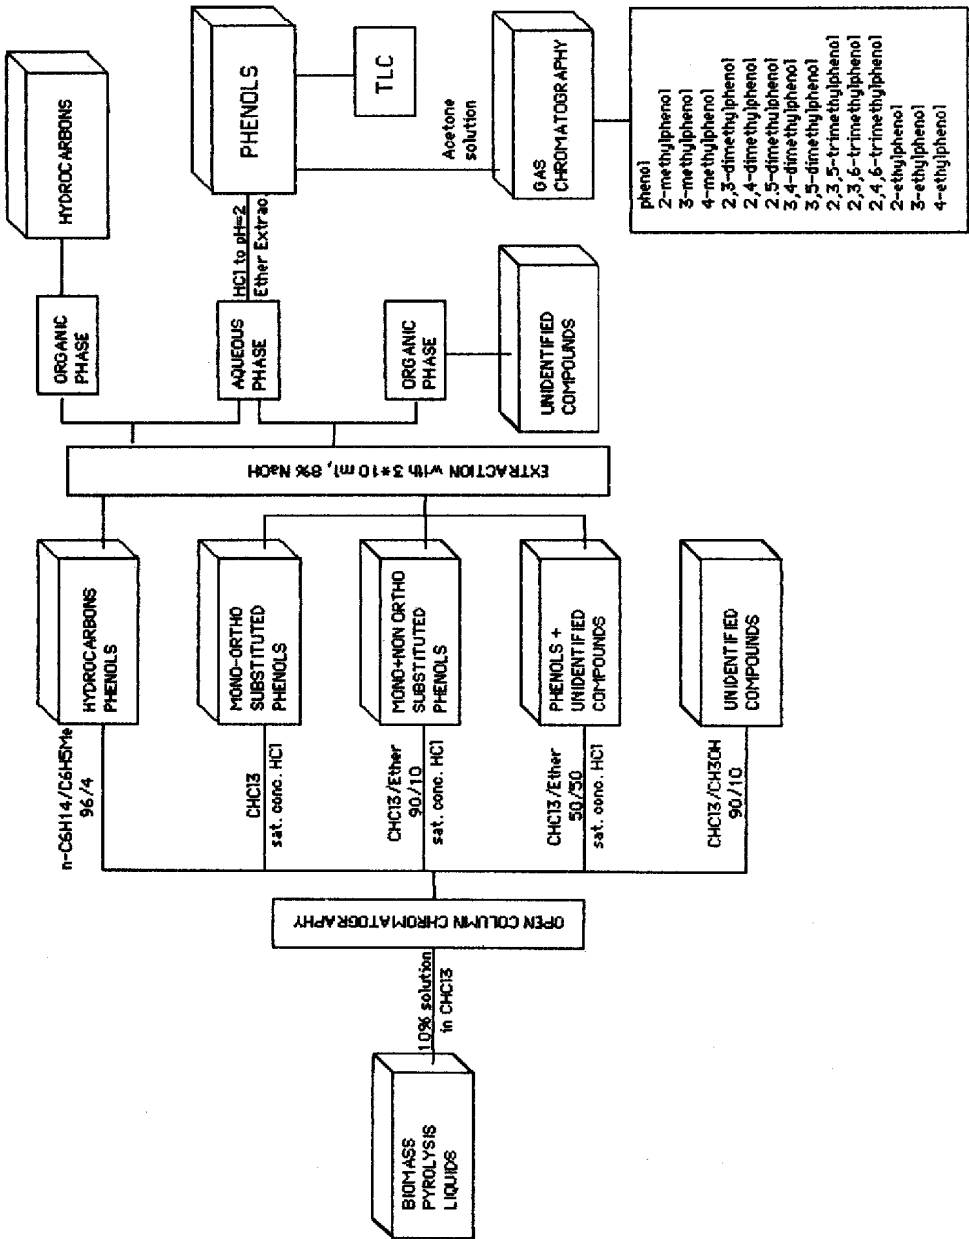 BIOMASS
PYROLYSIS
LIQUIDS
10% solution
in CHCl3
OPEN COLUMN CHROMATOGRAPHY
n-C6H14/C6H5Me
96/4
CHCl3
sat. conc. HCl
CHCl3/Ether
90/10
sat. conc. HCl
CHCl3/Ether
50/50
sat. conc. HCl
CHCl3/CH3OH
90/10
HYDROCARBONS
PHENOLS
MONO-ORTHO
SUBSTITUTED
PHENOLS
MONO+NON ORTHO
SUBSTITUTED
PHENOLS
PHENOLS +
UNIDENTIFIED
COMPOUNDS
UNIDENTIFIED
COMPOUNDS
EXTRACTION with 3*10 ml, 8% NaOH
ORGANIC
PHASE
AQUEOUS
PHASE
ORGANIC
PHASE
HYDROCARBONS
HCl to pH=2
Ether Extrac.
UNIDENTIFIED
COMPOUNDS
PHENOLS
TLC
Acetone
solution
GAS
CHROMATOGRAPHY
phenol
2-methylphenol
3-methylphenol
4-methylphenol
2,3-dimethylphenol
2,4-dimethylphenol
2.5-dimethylphenol
3,4-dimethylphenol
3,5-dimethylphenol
2,3,5-trimethylphenol
2,3,6-trimethylphenol
2,4,6-trimethylphenol
2-ethylphenol
3-ethylphenol
4-ethylphenol